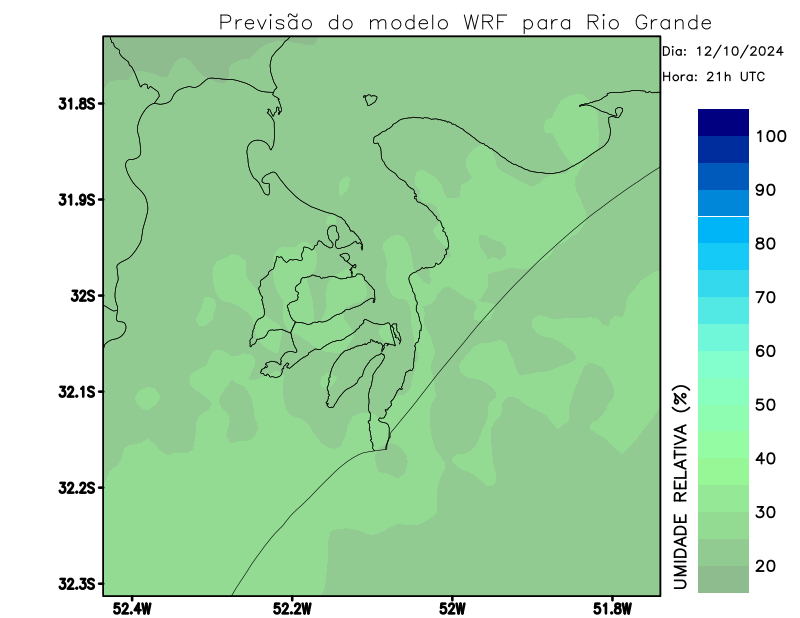 Previsão do modelo WRF para Rio Grande
Dia: 12/10/2024
Hora: 21h UTC
31.8S
31.9S
32S
32.1S
32.2S
32.3S
52.4W
52.2W
52W
51.8W
100
90
80
70
60
50
40
30
20
UMIDADE RELATIVA (%)